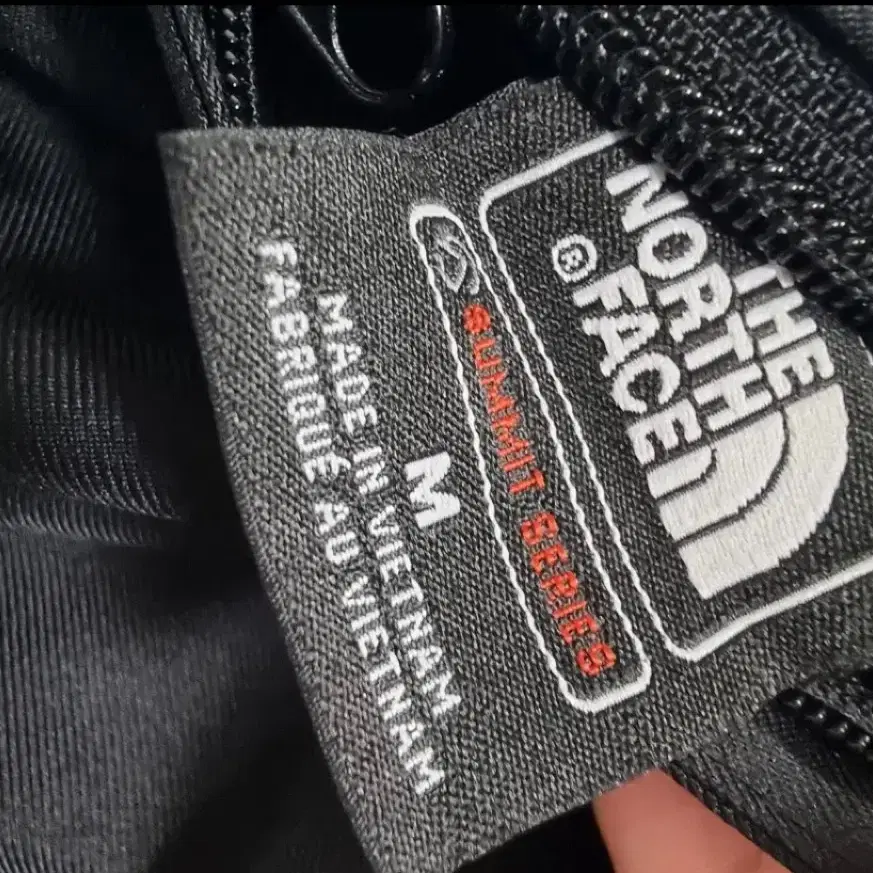 THE
NORTH
FACE®
SUMMIT SERIES
M
MADE IN VIETNAM
FABRIQUÉ AU VIETNAM